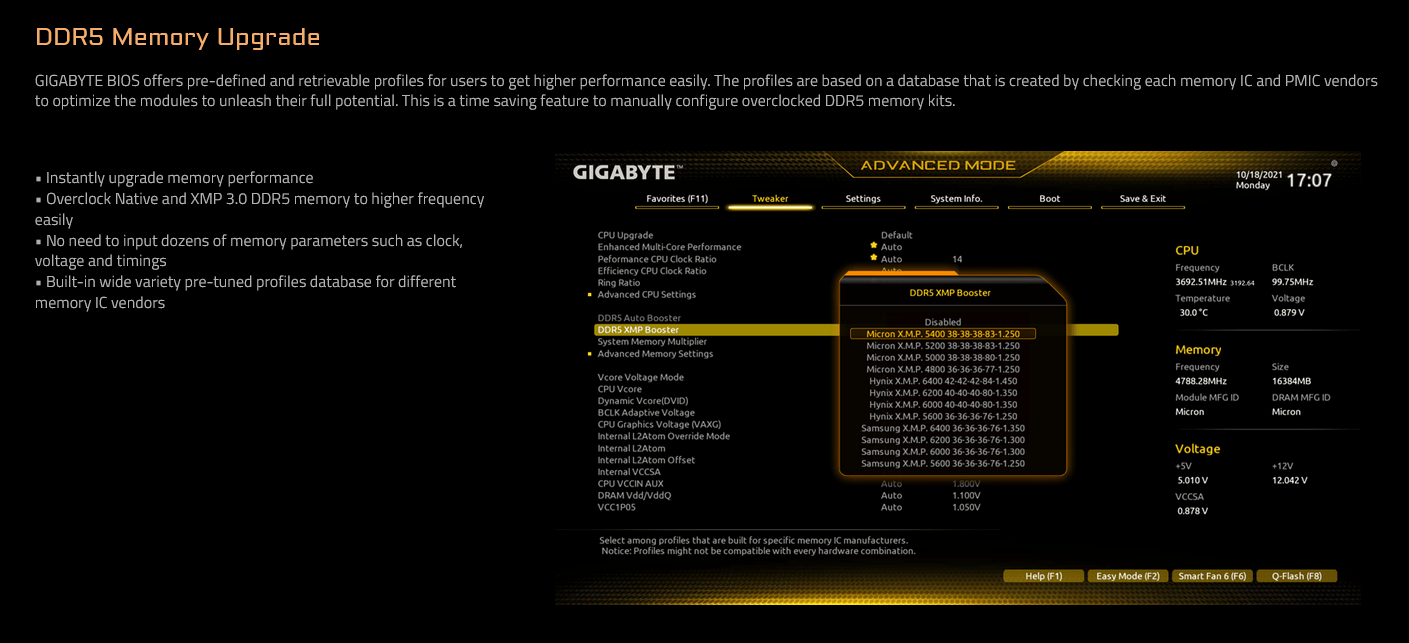 DDR5 Memory Upgrade
GIGABYTE BIOS offers pre-defined and retrievable profiles for users to get higher performance easily. The profiles are based on a database that is created by checking each memory IC and PMIC vendors
to optimize the modules to unleash their full potential. This is a time saving feature to manually configure overclocked DDR5 memory kits.
▪ Instantly upgrade memory performance
▪ Overclock Native and XMP 3.0 DDR5 memory to higher frequency
easily
▪ No need to input dozens of memory parameters such as clock,
voltage and timings
▪ Built-in wide variety pre-tuned profiles database for different
memory IC vendors
GIGABYTE™
ADVANCED MODE
10/18/2021
Monday
17:07
Favorites (F11) Tweaker Settings System Info. Boot Save & Exit
CPU Upgrade Default
Enhanced Multi-Core Performance Auto
Peformance CPU Clock Ratio Auto 14
Efficiency CPU Clock Ratio Auto
Ring Ratio
Advanced CPU Settings
DDR5 Auto Booster
DDR5 XMP Booster
System Memory Multiplier
Advanced Memory Settings
Vcore Voltage Mode
CPU Vcore
Dynamic Vcore(DVID)
BCLK Adaptive Voltage
CPU Graphics Voltage (VAXG)
Internal L2Atom Override Mode
Internal L2Atom
Internal L2Atom Offset
Internal VCCSA
CPU VCCIN AUX Auto 1.800V
DRAM Vdd/VddQ Auto 1.100V
VCC1P05 Auto 1.050V
DDR5 XMP Booster
Disabled
Micron X.M.P. 5400 38-38-38-83-1.250
Micron X.M.P. 5200 38-38-38-83-1.250
Micron X.M.P. 5000 38-38-38-80-1.250
Micron X.M.P. 4800 36-36-36-77-1.250
Hynix X.M.P. 6400 42-42-42-84-1.450
Hynix X.M.P. 6200 40-40-40-80-1.350
Hynix X.M.P. 6000 40-40-40-80-1.350
Hynix X.M.P. 5600 36-36-36-76-1.250
Samsung X.M.P. 6400 36-36-36-76-1.350
Samsung X.M.P. 6200 36-36-36-76-1.300
Samsung X.M.P. 6000 36-36-36-76-1.300
Samsung X.M.P. 5600 36-36-36-76-1.250
CPU
Frequency BCLK
3692.51MHz 3192.64 99.75MHz
Temperature Voltage
30.0 °C 0.879 V
Memory
Frequency Size
4788.28MHz 16384MB
Module MFG ID DRAM MFG ID
Micron Micron
Voltage
+5V +12V
5.010 V 12.042 V
VCCSA
0.878 V
Select among profiles that are built for specific memory IC manufacturers.
Notice: Profiles might not be compatible with every hardware combination.
Help (F1) Easy Mode (F2) Smart Fan 6 (F6) Q-Flash (F8)